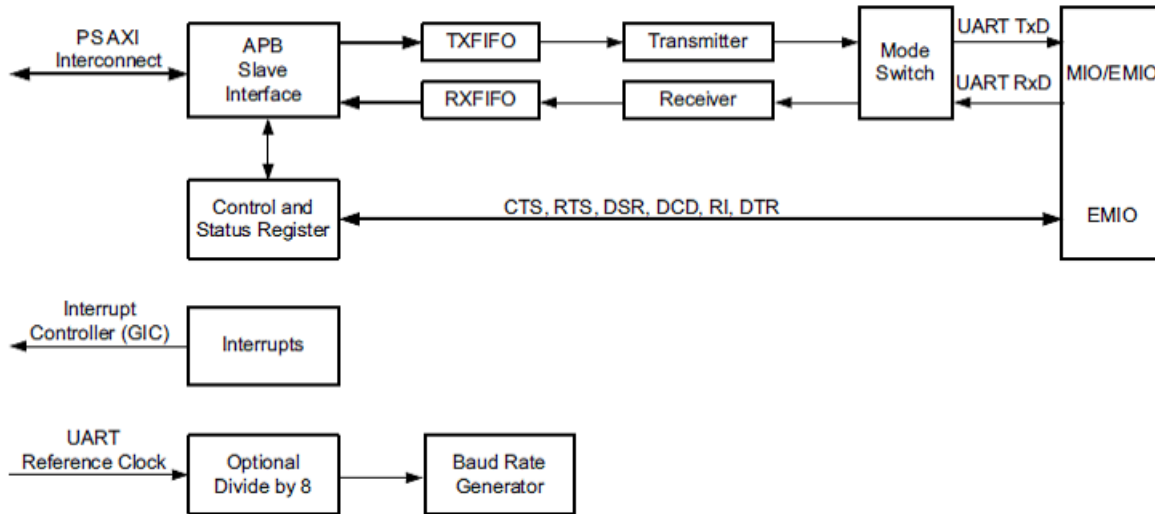 PS AXI
Interconnect
APB
Slave
Interface
TXFIFO
Transmitter
Mode
Switch
UART TxD
MIO/EMIO
RXFIFO
Receiver
UART RxD
Control and
Status Register
CTS, RTS, DSR, DCD, RI, DTR
EMIO
Interrupt
Controller (GIC)
Interrupts
UART
Reference Clock
Optional
Divide by 8
Baud Rate
Generator